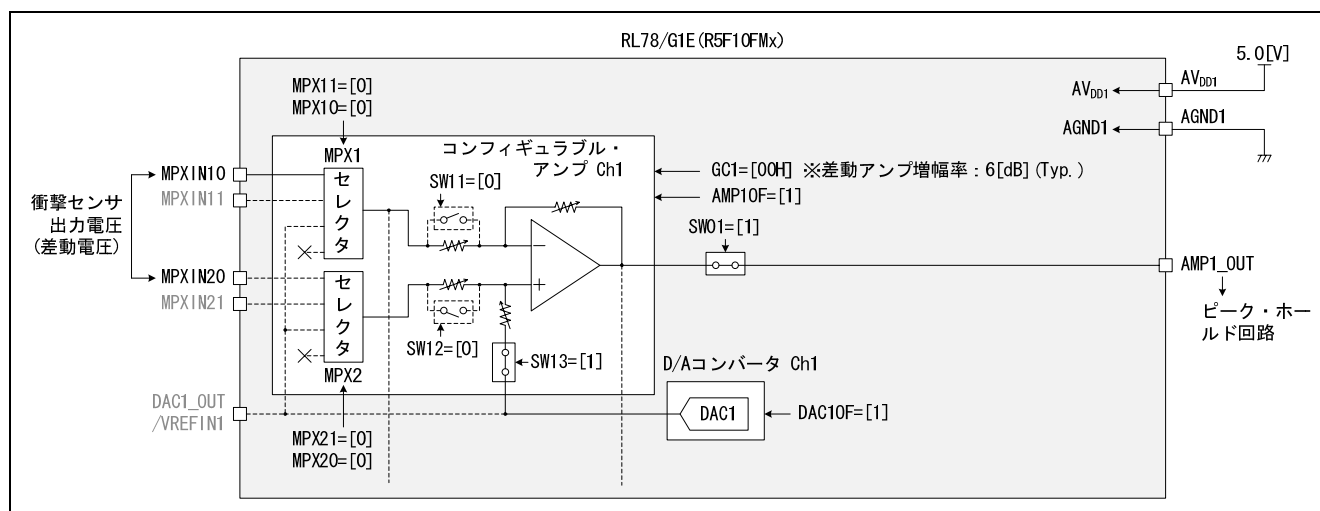 RL78/G1E(R5F10FMx)
5.0[V]
MPX11=[0]
MPX10=[0]
AVDD1
AVDD1
AGND1
AGND1
MPX1
コンフィギュラブル・
アンプ Ch1
GC1=[00H] ※差動アンプ増幅率:6[dB](Typ.)
AMP1OF=[1]
MPXIN10
MPXIN11
セレクタ
SW11=[0]
衝撃センサ
出力電圧
(差動電圧)
SW01=[1]
AMP1_OUT
MPXIN20
MPXIN21
セレクタ
ピーク・ホー
ルド回路
SW12=[0]
SW13=[1]
D/Aコンバータ Ch1
MPX2
DAC1_OUT
/VREFIN1
DAC1
DAC1OF=[1]
MPX21=[0]
MPX20=[0]